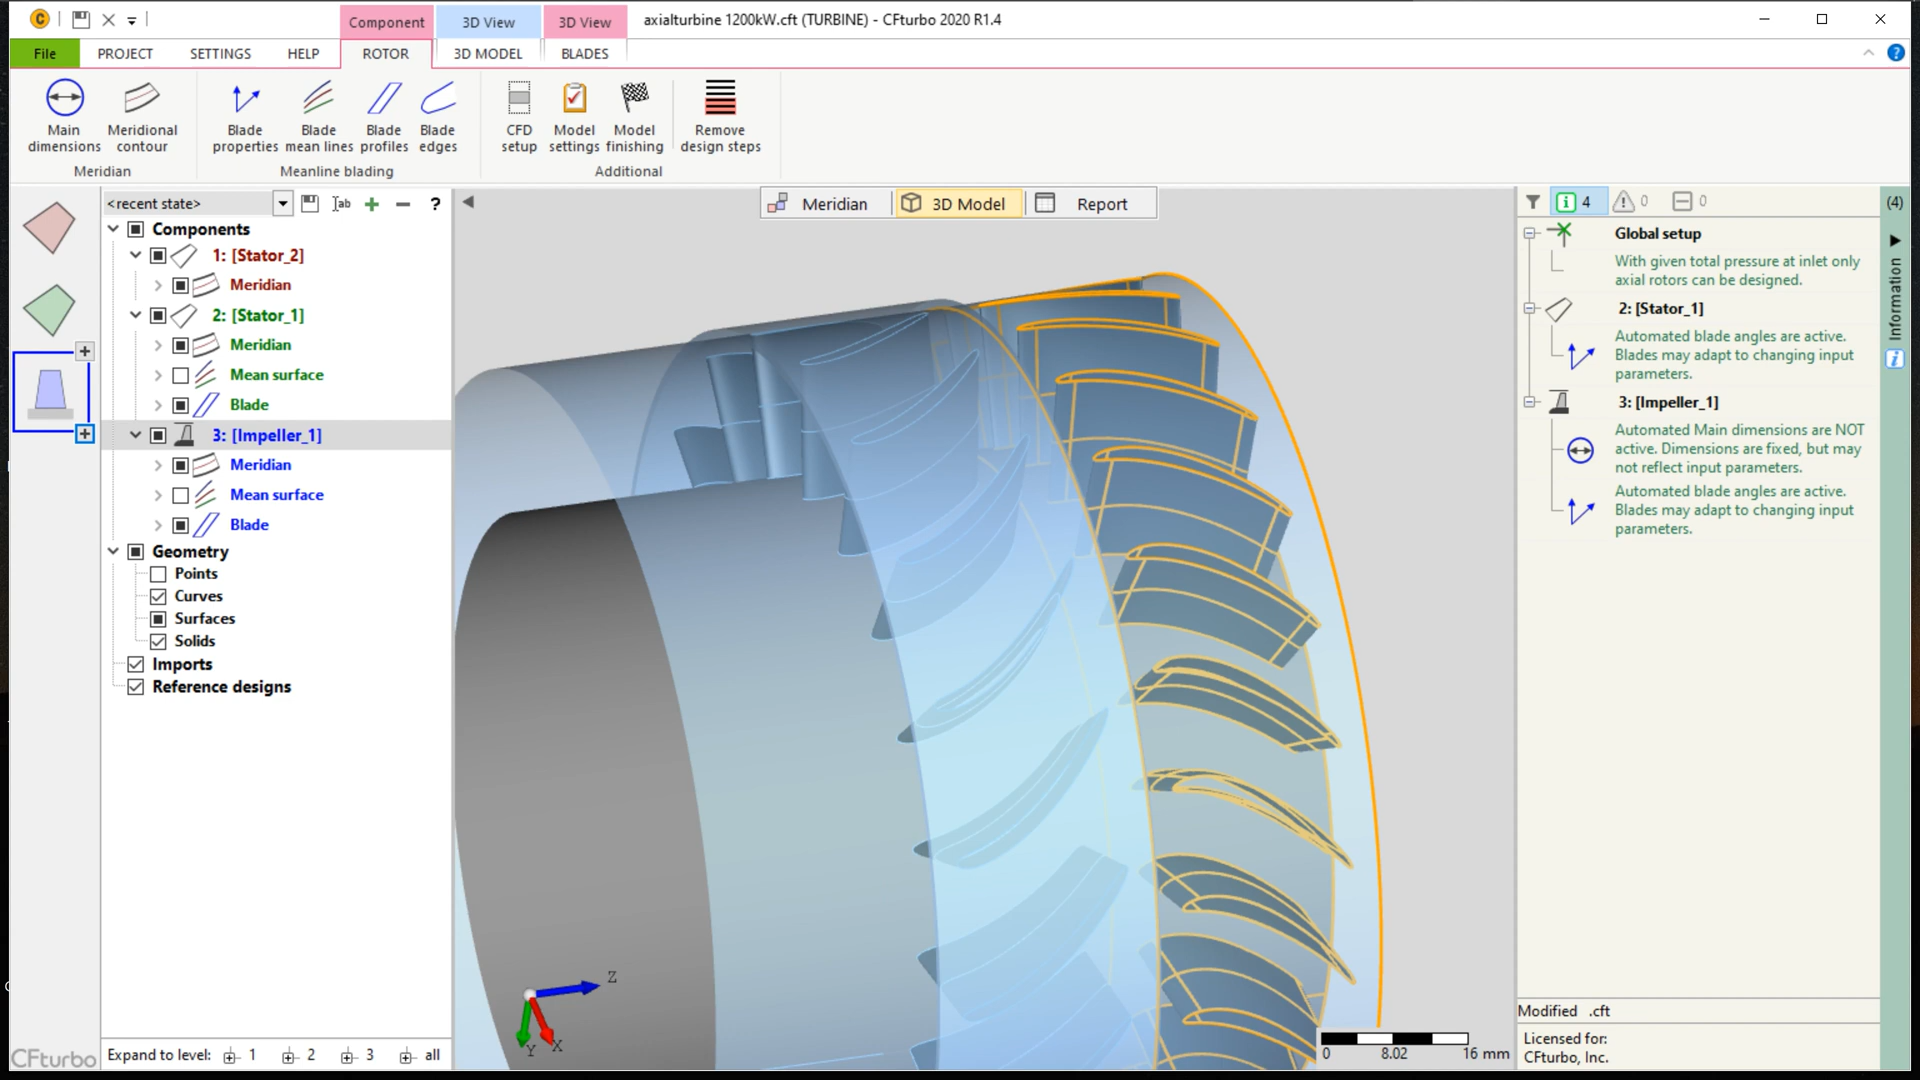 Component
3D View
3D View
axialturbine 1200kW.cft (TURBINE) - CFturbo 2020 R1.4
File
PROJECT
SETTINGS
HELP
ROTOR
3D MODEL
BLADES
Main dimensions
Meridional contour
Meridian
Blade properties
Blade mean lines
Blade profiles
Blade edges
Meanline blading
CFD setup
Model settings
Model finishing
Remove design steps
Additional
<recent state>
ab
?
Meridian
3D Model
Report
Components
1: [Stator_2]
Meridian
2: [Stator_1]
Meridian
Mean surface
Blade
3: [Impeller_1]
Meridian
Mean surface
Blade
Geometry
Points
Curves
Surfaces
Solids
Imports
Reference designs
Expand to level: 1 2 3 all
CFturbo
Z
Y
X
0 8.02 16 mm
4 0 0
(4)
Information
Global setup
With given total pressure at inlet only
axial rotors can be designed.
2: [Stator_1]
Automated blade angles are active.
Blades may adapt to changing input
parameters.
3: [Impeller_1]
Automated Main dimensions are NOT
active. Dimensions are fixed, but may
not reflect input parameters.
Automated blade angles are active.
Blades may adapt to changing input
parameters.
Modified .cft
Licensed for:
CFturbo, Inc.